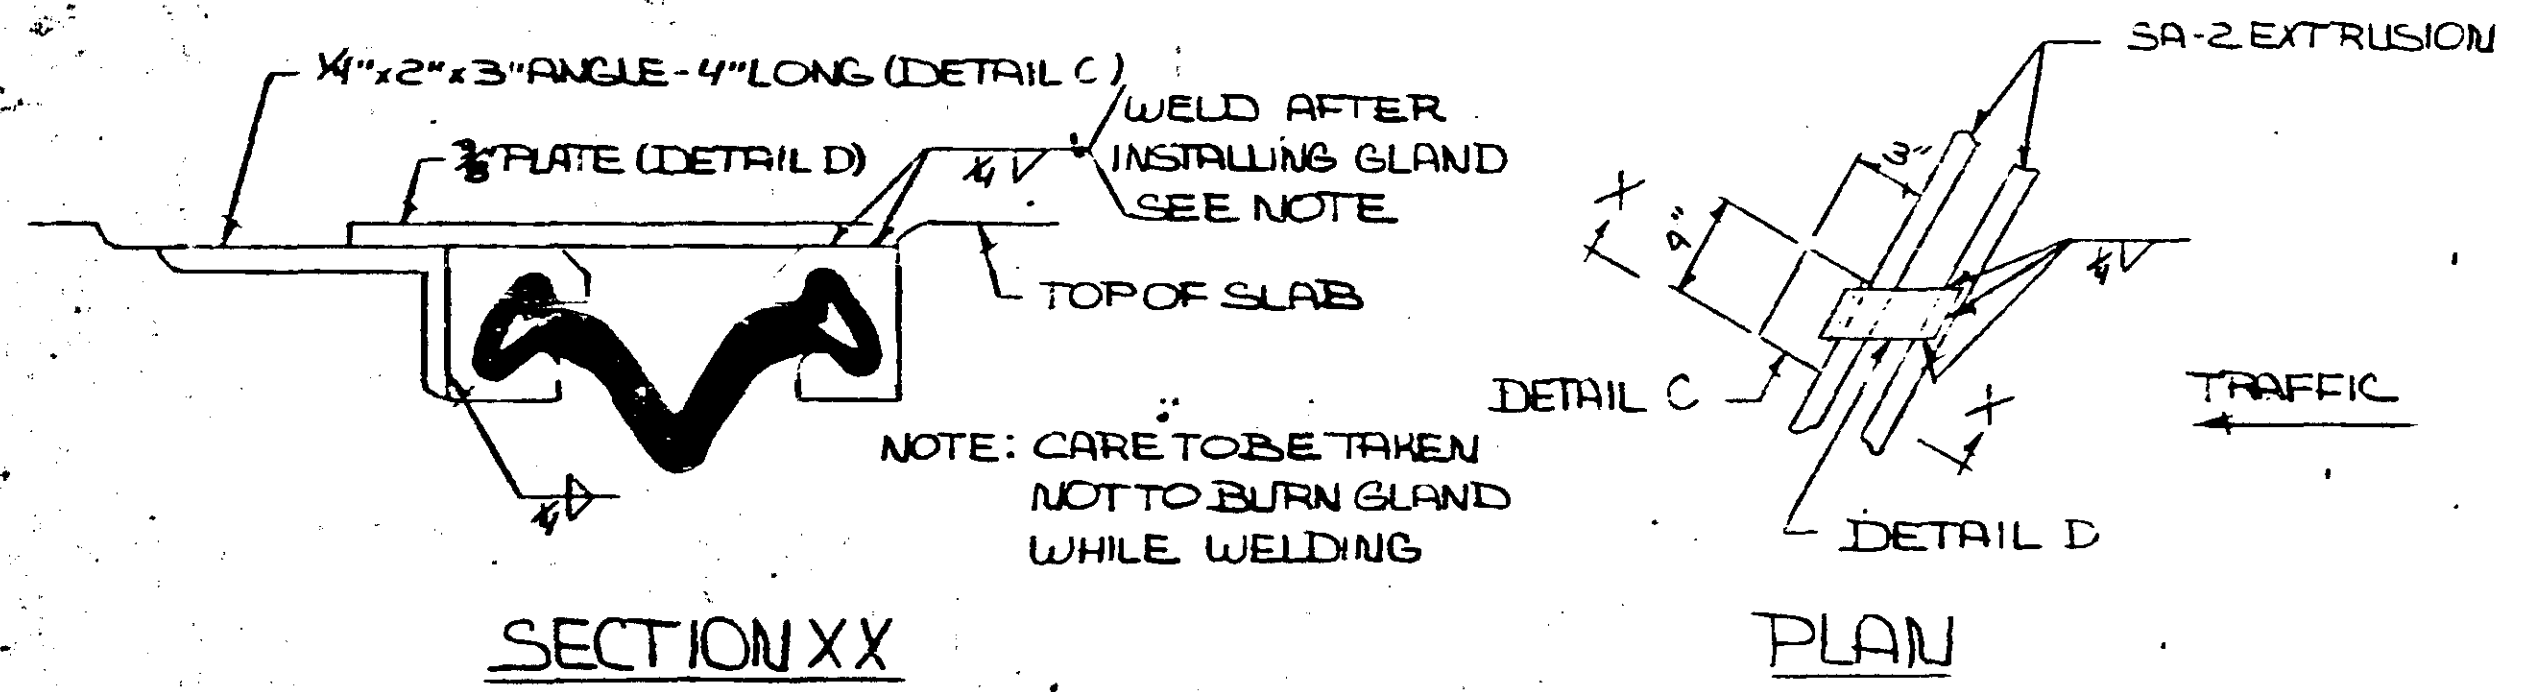 1/4" x 2" x 3" ANGLE - 4" LONG (DETAIL C)
3/8" PLATE (DETAIL D)
1/4
WELD AFTER
INSTALLING GLAND
SEE NOTE
TOP OF SLAB
1/4
NOTE: CARE TO BE TAKEN
NOT TO BURN GLAND
WHILE WELDING
SECTION XX
SA-2 EXTRUSION
3"
X
4"
1/4
DETAIL C
X
TRAFFIC
DETAIL D
PLAN